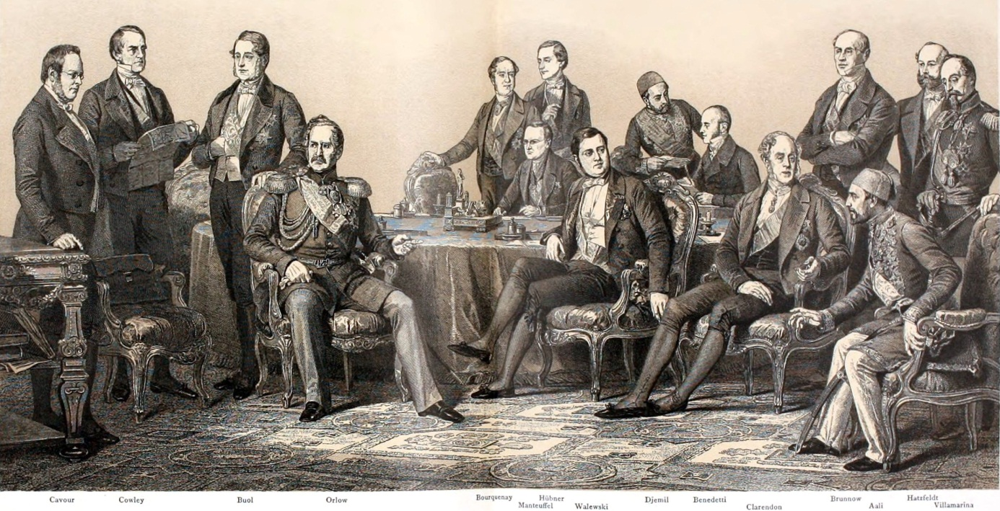 Cavour Cowley Buol Orlow Bourquenay Hübner Djemil Benedetti Brunnow Hatzfeldt
Manteuffel Walewski Clarendon Aali Villamarina